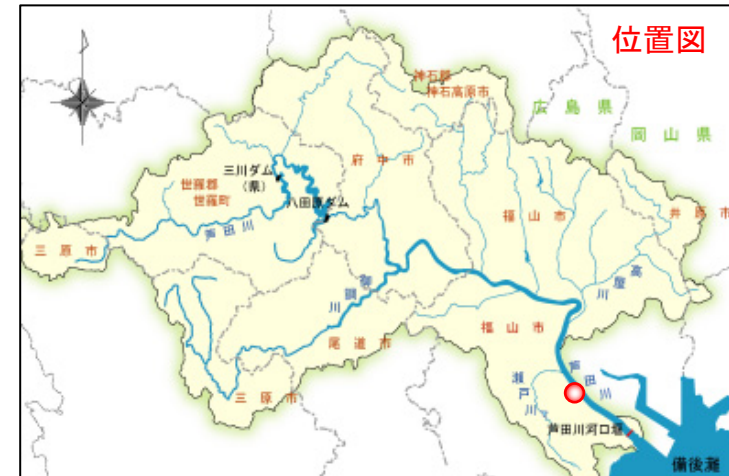 位置図
神石郡
神石高原市
広島県
岡山県
三川ダム
（県）
府中市
世羅郡
世羅町
八田原ダム
福山市
井原市
芦田川
三原市
高屋川
御調川
福山市
尾道市
芦田川
瀬戸川
三原市
芦田川河口堰
備後灘